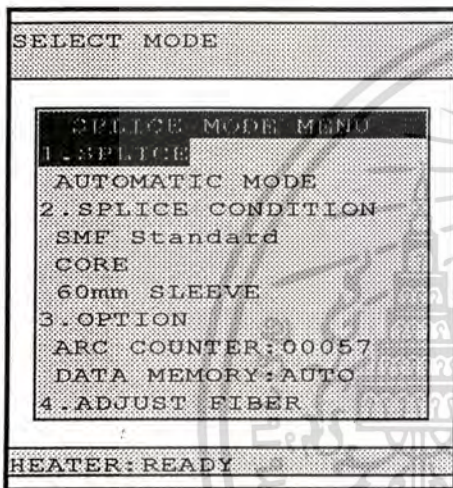 SELECT MODE
SPLICE MODE MENU
1.SPLICE
AUTOMATIC MODE
2.SPLICE CONDITION
SMF Standard
CORE
60mm SLEEVE
3.OPTION
ARC COUNTER:00057
DATA MEMORY:AUTO
4.ADJUST FIBER
HEATER:READY